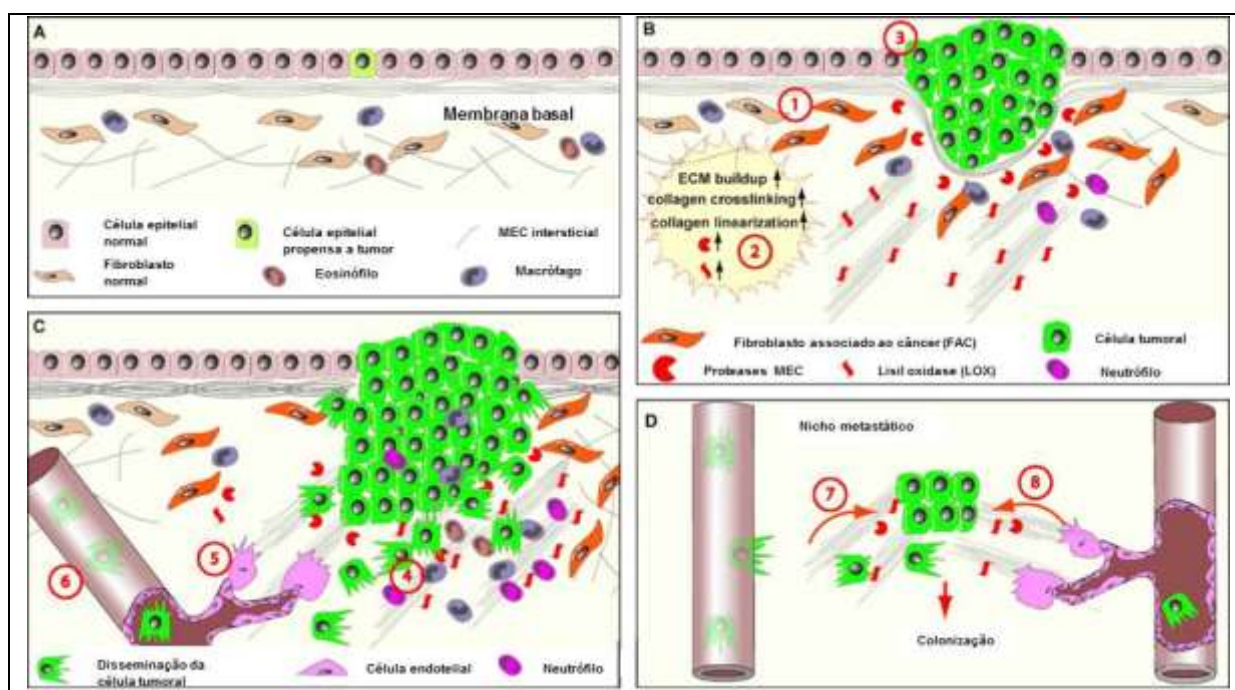 A
Membrana basal
Célula epitelial
normal
Célula epitelial
propensa a tumor
MEC intersticial
Fibroblasto
normal
Eosinófilo
Macrófago
B
3
1
ECM buildup
collagen crosslinking
collagen linearization
2
Fibroblasto associado ao câncer (FAC)
Célula tumoral
Proteases MEC
Lisil oxidase (LOX)
Neutrófilo
C
5
6
4
Disseminação da
célula tumoral
Célula endotelial
Neutrófilo
D
Nicho metastático
7
8
Colonização